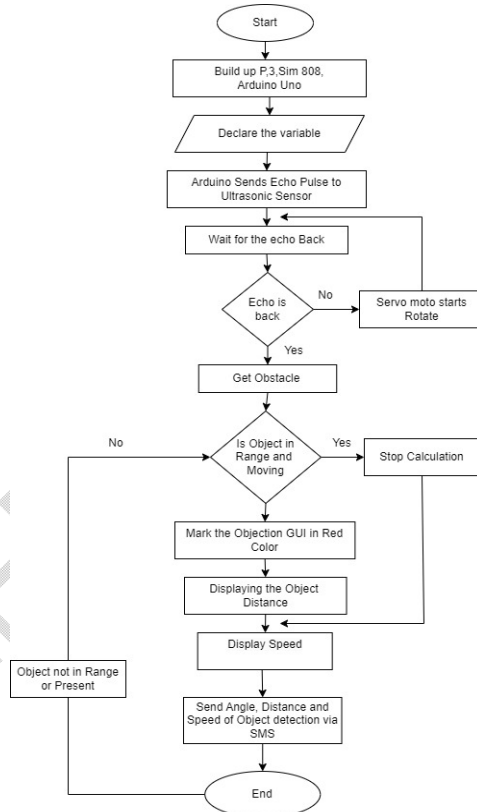 Start
Build up P,3,Sim 808,
Arduino Uno
Declare the variable
Arduino Sends Echo Pulse to
Ultrasonic Sensor
Wait for the echo Back
Echo is
back
No
Servo moto starts
Rotate
Yes
Get Obstacle
No
Is Object in
Range and
Moving
Yes
Stop Calculation
Mark the Objection GUI in Red
Color
Displaying the Object
Distance
Display Speed
Object not in Range
or Present
Send Angle, Distance and
Speed of Object detection via
SMS
End